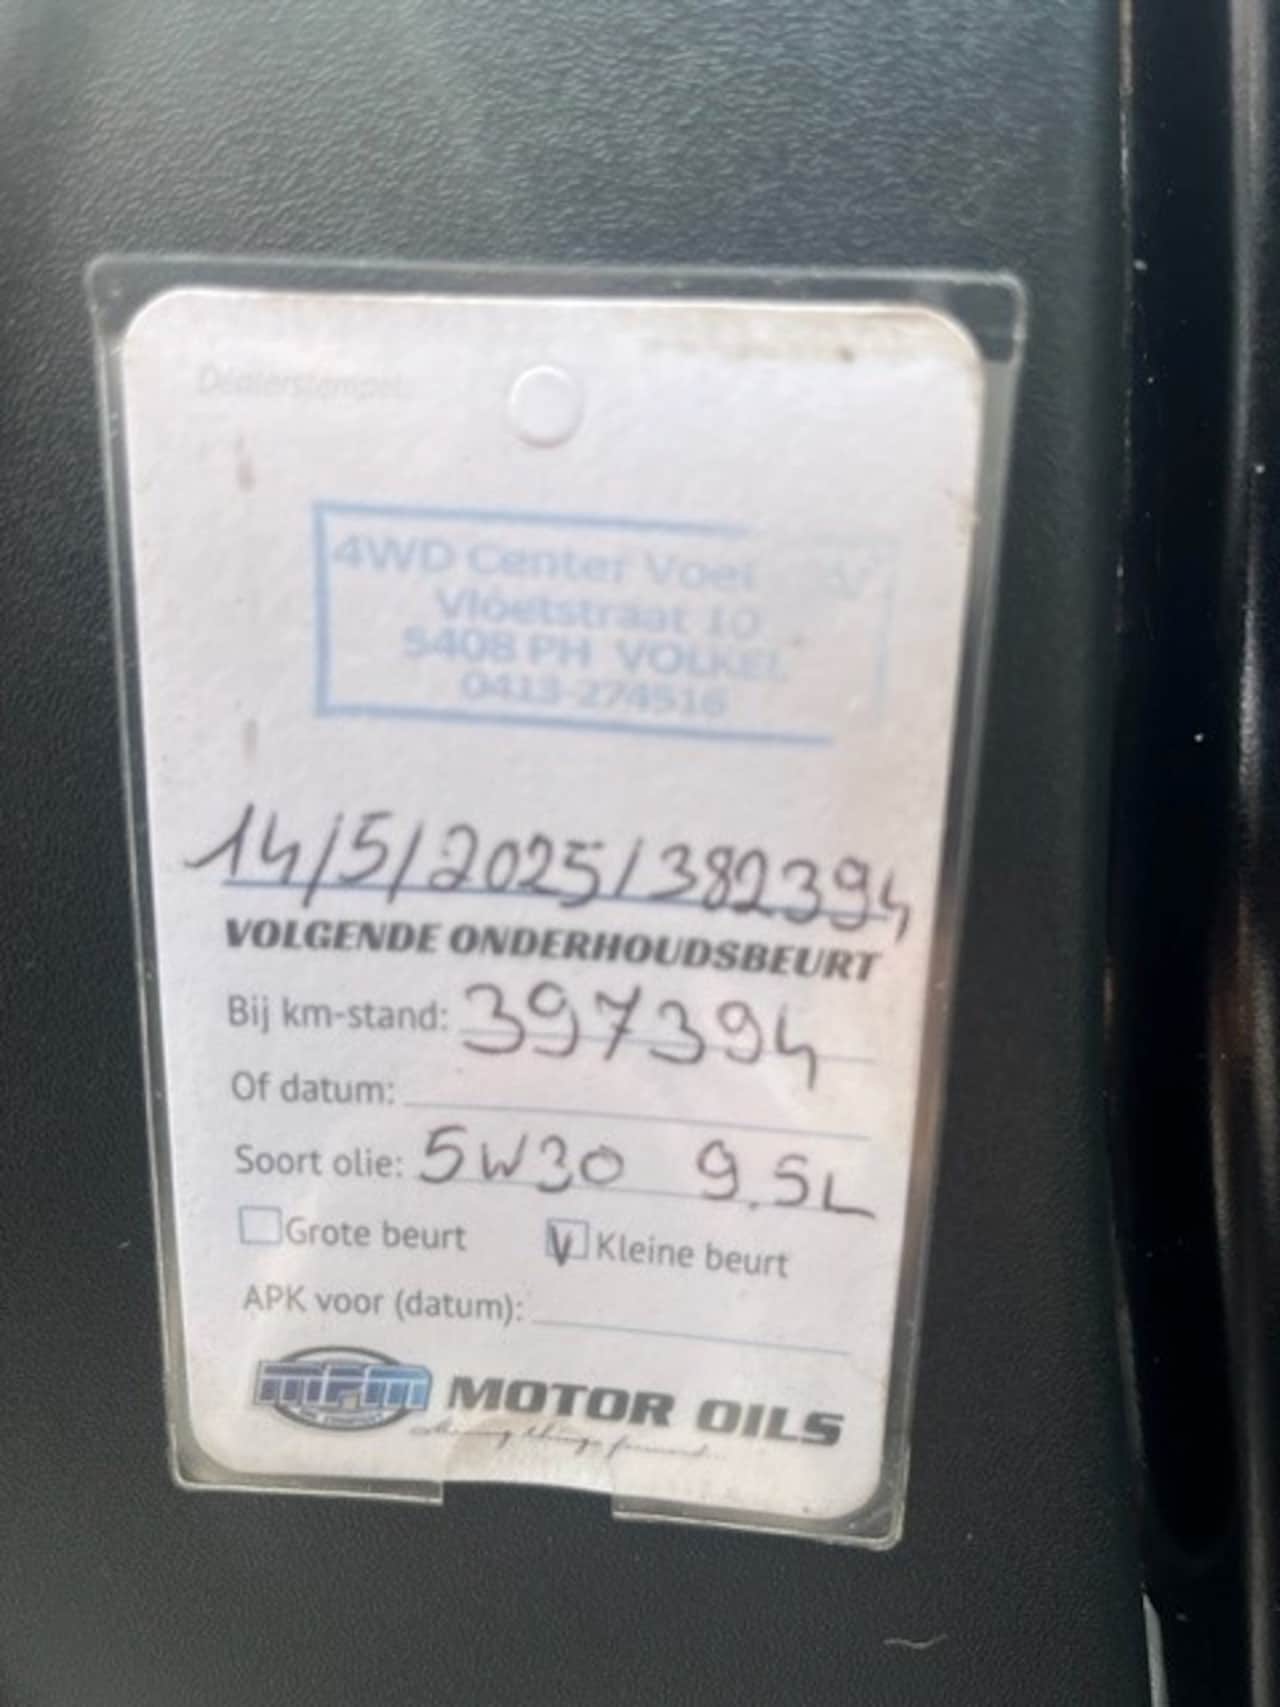 Dealerstempel:
4WD Center Voel
Vloetstraat 10
5408 PH VOLKEL
0413-274516
14/5/2025/382394
VOLGENDE ONDERHOUDSBEURT
Bij km-stand: 397394
Of datum:
Soort olie: 5W30 9.5L
Grote beurt Kleine beurt
APK voor (datum):
mpm MOTOR OILS